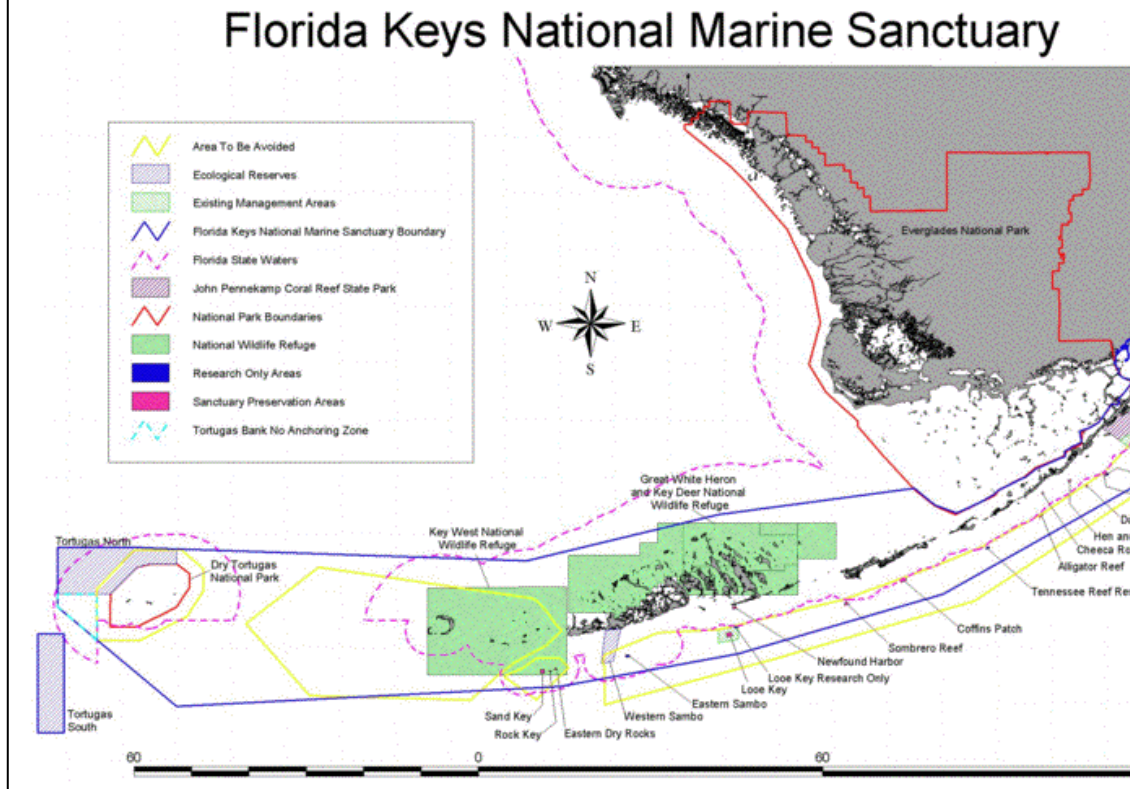 Florida Keys National Marine Sanctuary
Area To Be Avoided
Ecological Reserves
Existing Management Areas
Florida Keys National Marine Sanctuary Boundary
Florida State Waters
John Pennekamp Coral Reef State Park
National Park Boundaries
National Wildlife Refuge
Research Only Areas
Sanctuary Preservation Areas
Tortugas Bank No Anchoring Zone
N
W
E
S
Everglades National Park
Great White Heron
and Key Deer National
Wildlife Refuge
Key West National
Wildlife Refuge
Tortugas North
Dry Tortugas
National Park
Hen and
Cheeca
Alligator Reef
Tennessee Reef
Coffins Patch
Sombrero Reef
Newfound Harbor
Looe Key Research Only
Looe Key
Eastern Sambo
Western Sambo
Eastern Dry Rocks
Sand Key
Rock Key
Tortugas
South
60
0
60